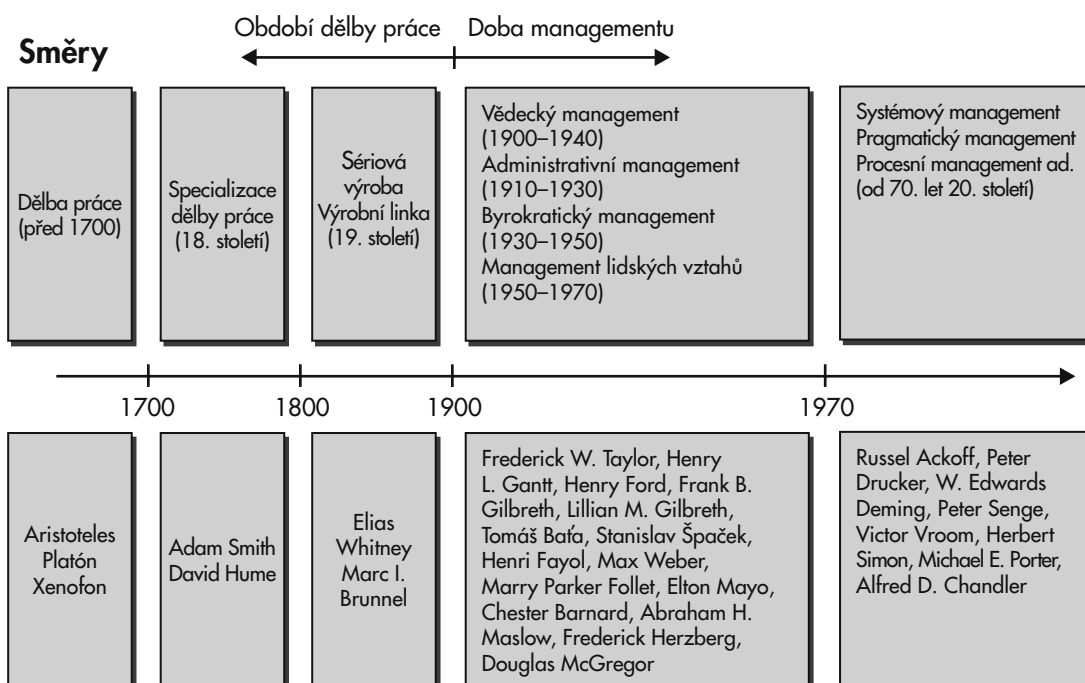 Období dělby práce
Doba managementu
Směry
Dělba práce
(před 1700)
Specializace
dělby práce
(18. století)
Sériová
výroba
Výrobní linka
(19. století)
Vědecký management
(1900–1940)
Administrativní management
(1910–1930)
Byrokratický management
(1930–1950)
Management lidských vztahů
(1950–1970)
Systémový management
Pragmatický management
Procesní management ad.
(od 70. let 20. století)
1700
1800
1900
1970
Aristoteles
Platón
Xenofon
Adam Smith
David Hume
Elias
Whitney
Marc I.
Brunnel
Frederick W. Taylor, Henry
L. Gantt, Henry Ford, Frank B.
Gilbreth, Lillian M. Gilbreth,
Tomáš Baťa, Stanislav Špaček,
Henri Fayol, Max Weber,
Marry Parker Follet, Elton Mayo,
Chester Barnard, Abraham H.
Maslow, Frederick Herzberg,
Douglas McGregor
Russel Ackoff, Peter
Drucker, W. Edwards
Deming, Peter Senge,
Victor Vroom, Herbert
Simon, Michael E. Porter,
Alfred D. Chandler